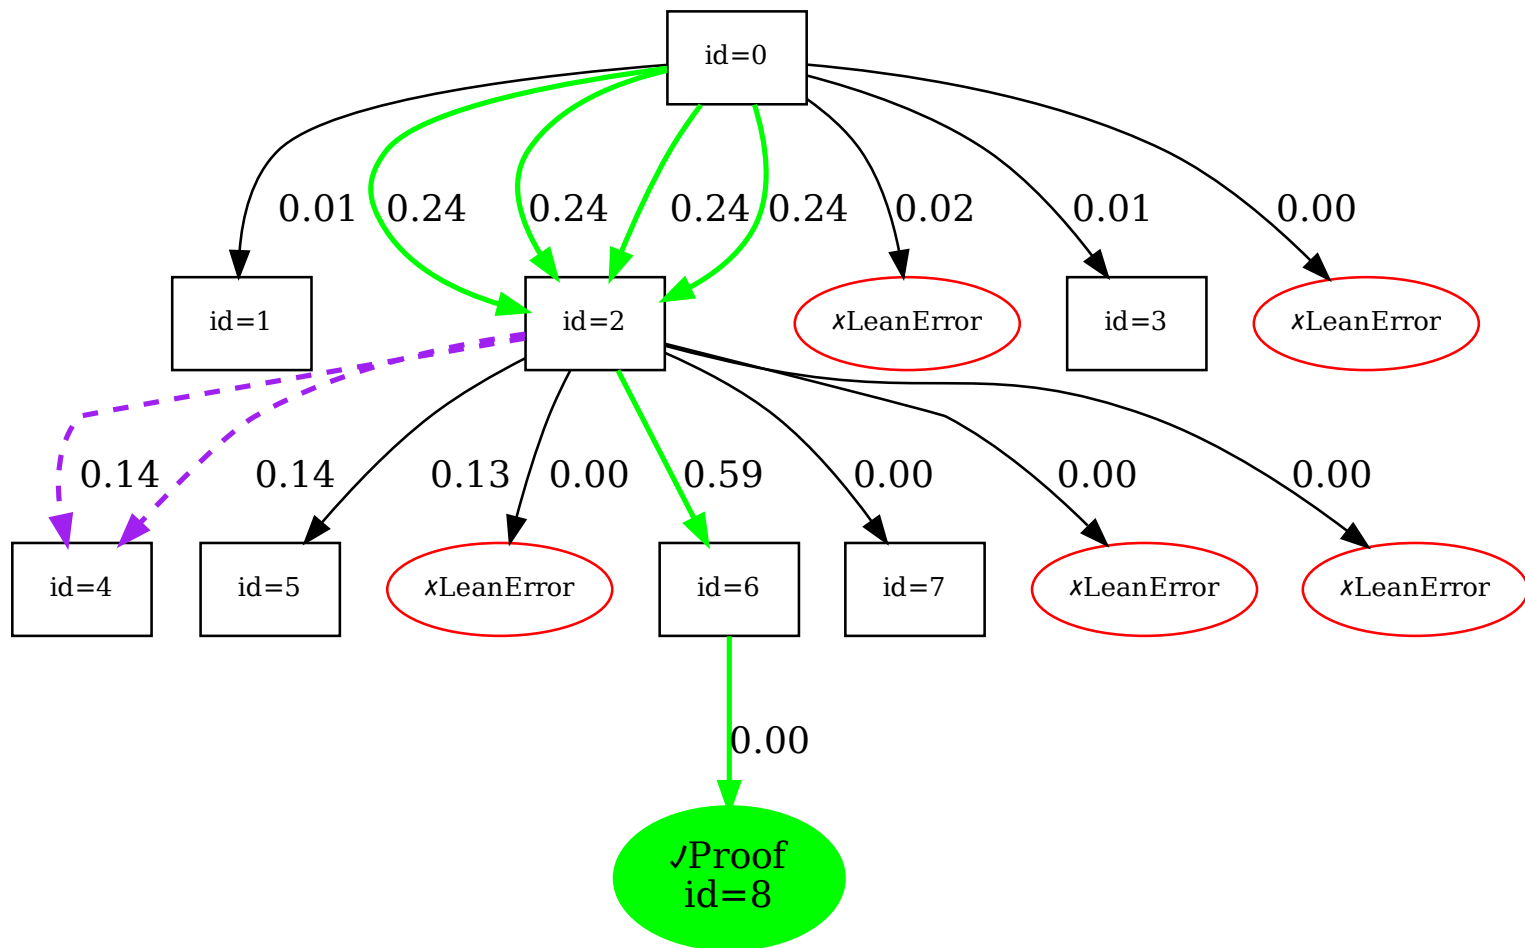 id=0
0.01
0.24
0.24
0.24
0.24
0.02
0.01
0.00
id=1
id=2
✗LeanError
id=3
✗LeanError
0.14
0.14
0.13
0.00
0.59
0.00
0.00
0.00
id=4
id=5
✗LeanError
id=6
id=7
✗LeanError
✗LeanError
0.00
✓Proof
id=8